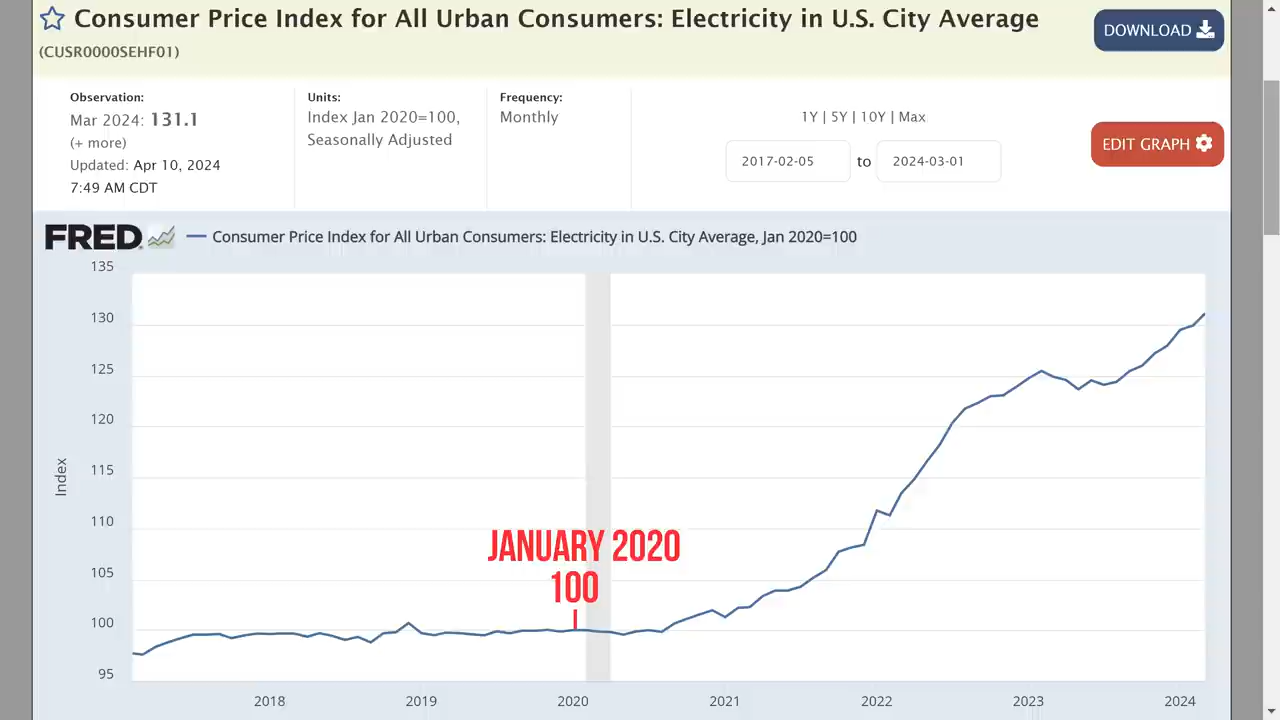 Consumer Price Index for All Urban Consumers: Electricity in U.S. City Average
DOWNLOAD
(CUSR0000SEHF01)
Observation:
Mar 2024: 131.1
(+ more)
Updated: Apr 10, 2024
7:49 AM CDT
Units:
Index Jan 2020=100,
Seasonally Adjusted
Frequency:
Monthly
1Y | 5Y | 10Y | Max
2017-02-05 to 2024-03-01
EDIT GRAPH
FRED
Consumer Price Index for All Urban Consumers: Electricity in U.S. City Average, Jan 2020=100
135
130
125
120
115
110
105
100
95
Index
JANUARY 2020
100
2018
2019
2020
2021
2022
2023
2024